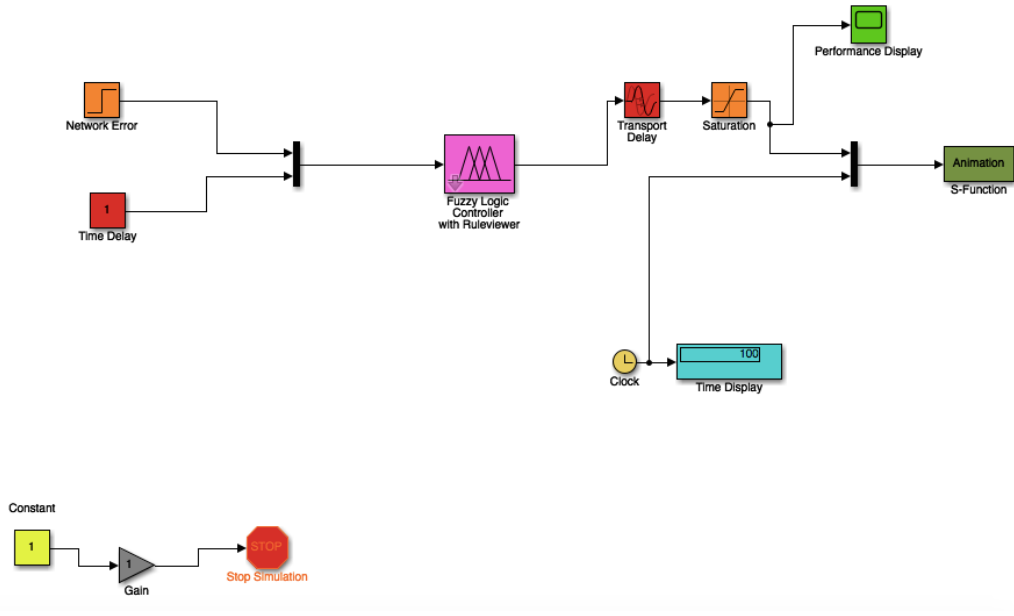 Performance Display
Network Error
Transport
Delay
Saturation
Animation
S-Function
Fuzzy Logic
Controller
with Ruleviewer
1
Time Delay
100
Clock
Time Display
Constant
1
1
Gain
STOP
Stop Simulation